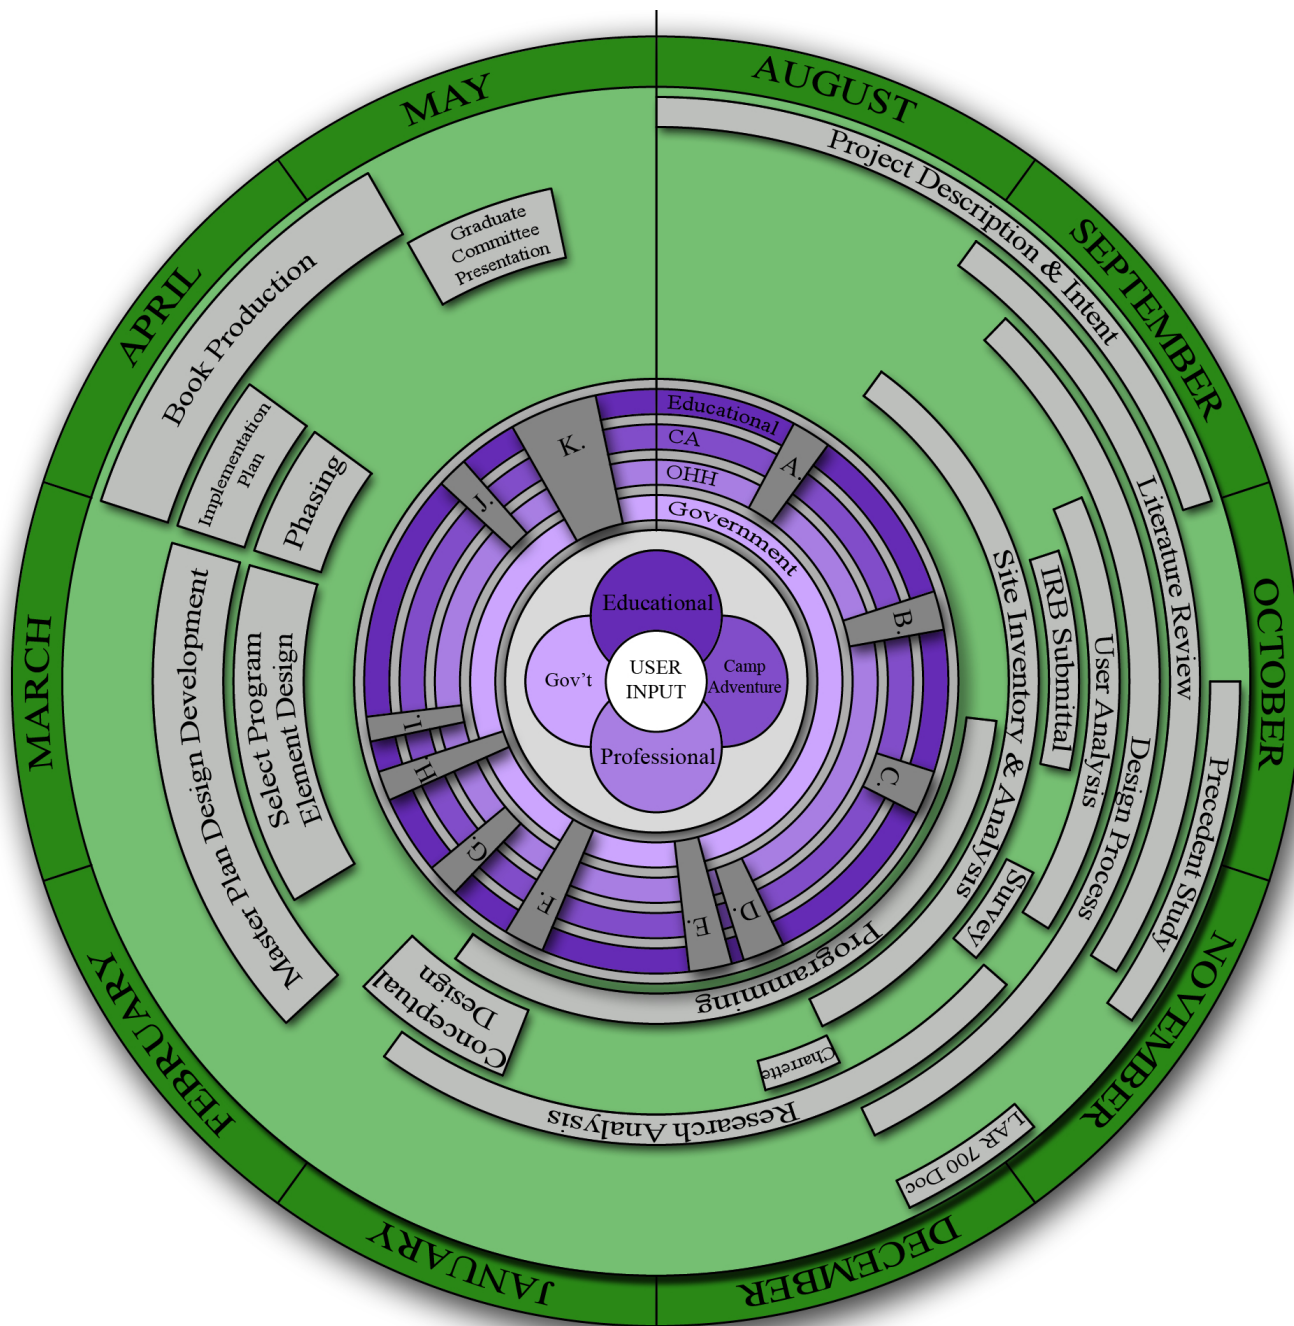 AUGUST
SEPTEMBER
OCTOBER
NOVEMBER
DECEMBER
JANUARY
FEBRUARY
MARCH
APRIL
MAY
Project Description & Intent
Literature Review
Precedent Study
Design Process
User Analysis
IRB Submittal
Site Inventory & Analysis
Survey
Programming
Charrette
Research Analysis
LAR 700 Doc
Conceptual
Design
Master Plan Design Development
Select Program
Element Design
Phasing
Implementation
Plan
Book Production
Graduate
Committee
Presentation
Educational
CA
OHH
Government
A.
B.
C.
D.
E.
F.
G.
H.
I.
J.
K.
Educational
Gov't
USER
INPUT
Camp
Adventure
Professional